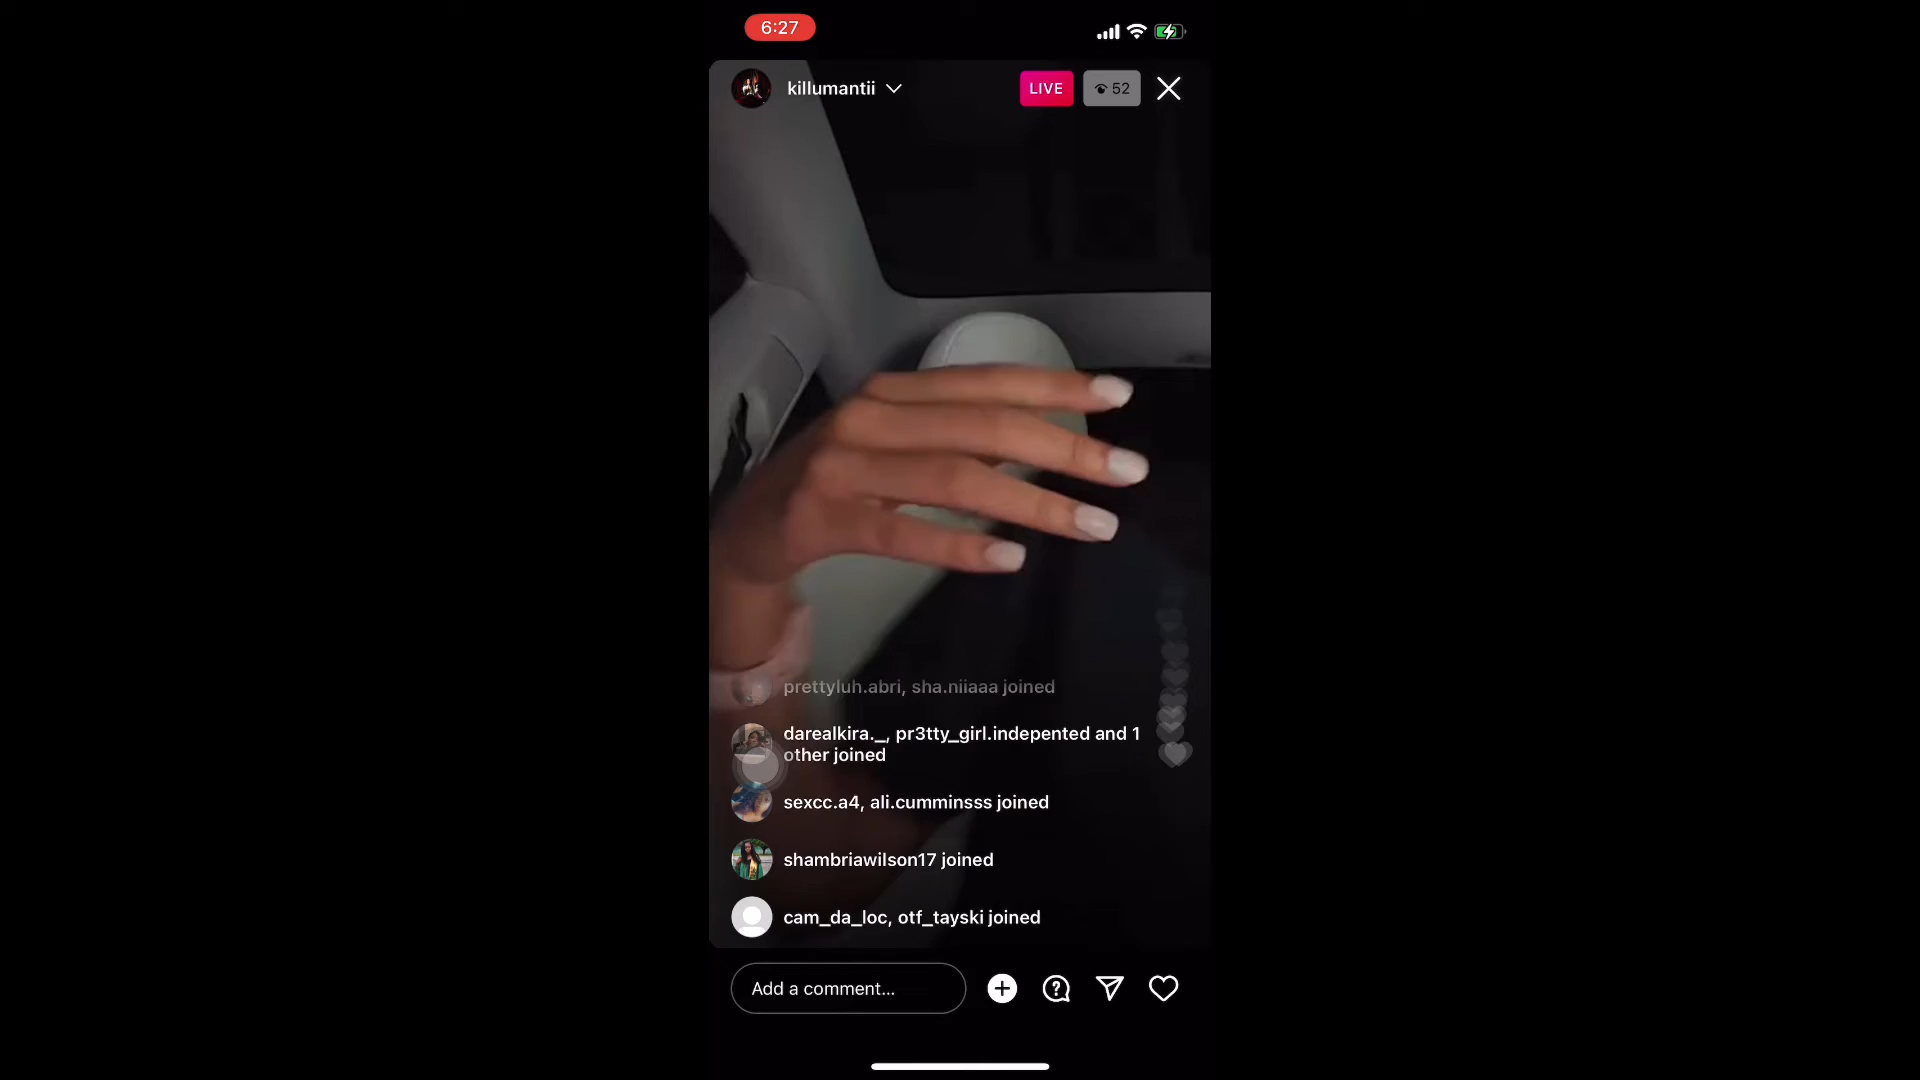 6:27
killumantii
LIVE
52
prettyluh.abri, sha.niiaaa joined
darealkira._, pr3tty_girl.indepented and 1
other joined
sexcc.a4, ali.cumminsss joined
shambriawilson17 joined
cam_da_loc, otf_tayski joined
Add a comment...